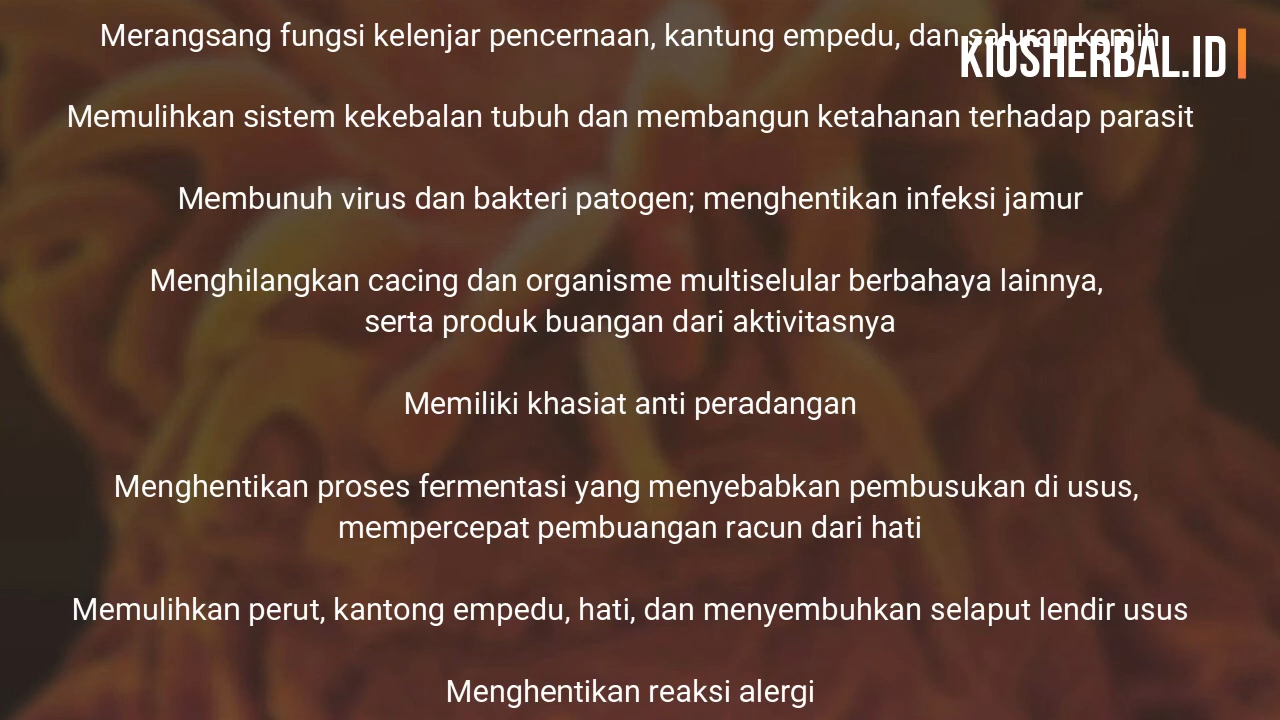 Merangsang fungsi kelenjar pencernaan, kantung empedu, dan saluran kemih
KIOSHERBAL.ID
Memulihkan sistem kekebalan tubuh dan membangun ketahanan terhadap parasit
Membunuh virus dan bakteri patogen; menghentikan infeksi jamur
Menghilangkan cacing dan organisme multiselular berbahaya lainnya,
serta produk buangan dari aktivitasnya
Memiliki khasiat anti peradangan
Menghentikan proses fermentasi yang menyebabkan pembusukan di usus,
mempercepat pembuangan racun dari hati
Memulihkan perut, kantong empedu, hati, dan menyembuhkan selaput lendir usus
Menghentikan reaksi alergi